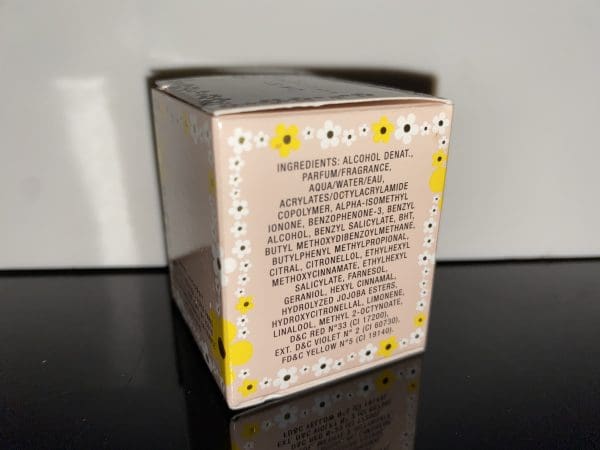 INGREDIENTS: ALCOHOL DENAT.,
PARFUM/FRAGRANCE,
AQUA/WATER/EAU,
ACRYLATES/OCTYLACRYLAMIDE
COPOLYMER, ALPHA-ISOMETHYL
IONONE, BENZOPHENONE-3, BENZYL
ALCOHOL, BENZYL SALICYLATE, BHT,
BUTYL METHOXYDIBENZOYLMETHANE,
BUTYLPHENYL METHYLPROPIONAL,
CITRAL, CITRONELLOL, ETHYLHEXYL
METHOXYCINNAMATE, ETHYLHEXYL
SALICYLATE, FARNESOL,
GERANIOL, HEXYL CINNAMAL,
HYDROLYZED JOJOBA ESTERS,
HYDROXYCITRONELLAL, LIMONENE,
LINALOOL, METHYL 2-OCTYNOATE,
D&C RED N°33 (CI 17200),
EXT. D&C VIOLET N° 2 (CI 60730),
FD&C YELLOW N°5 (CI 19140).